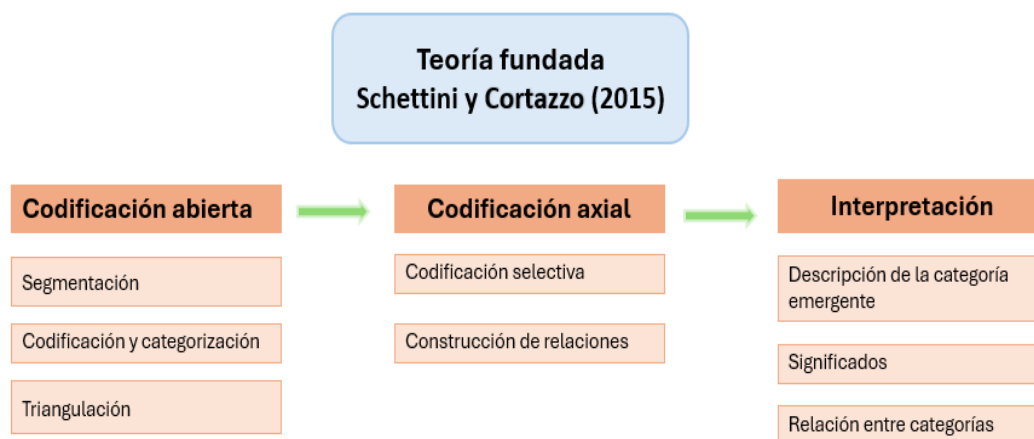 Teoría fundada
Schettini y Cortazzo (2015)
Codificación abierta
Segmentación
Codificación y categorización
Triangulación
Codificación axial
Codificación selectiva
Construcción de relaciones
Interpretación
Descripción de la categoría
emergente
Significados
Relación entre categorías